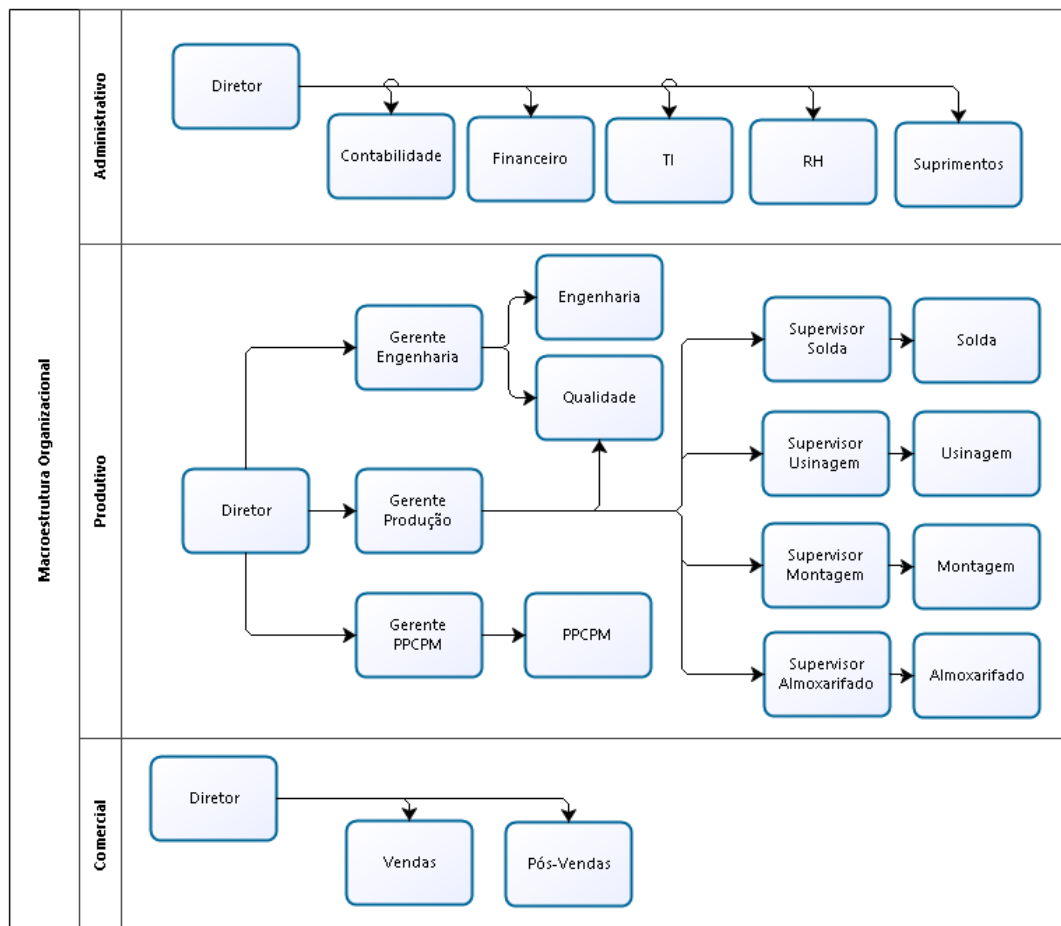 Macroestrutura Organizacional
Administrativo
Diretor
Contabilidade
Financeiro
TI
RH
Suprimentos
Produtivo
Diretor
Gerente
Engenharia
Engenharia
Qualidade
Gerente
Produção
Gerente
PPCPM
PPCPM
Supervisor
Solda
Solda
Supervisor
Usinagem
Usinagem
Supervisor
Montagem
Montagem
Supervisor
Almoxarifado
Almoxarifado
Comercial
Diretor
Vendas
Pós-Vendas